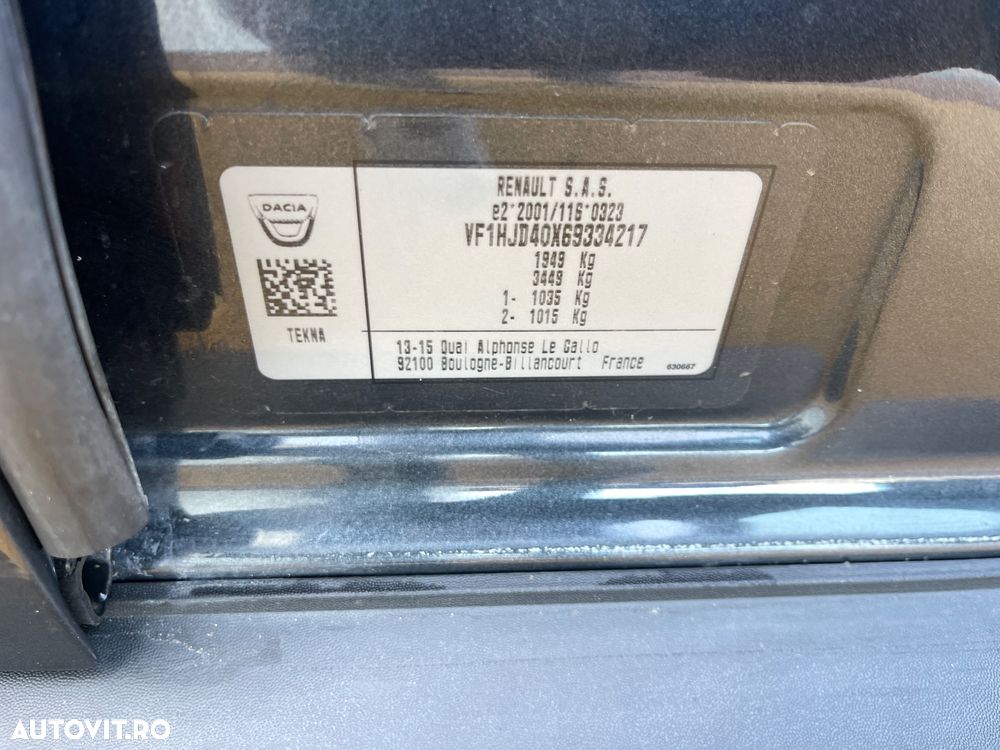 RENAULT S.A.S.
e2*2001/116*0323
VF1HJD40X69334217
1949 Kg
3449 Kg
1- 1035 Kg
2- 1015 Kg
DACIA
TEKNA
13-15 Quai Alphonse Le Gallo
92100 Boulogne-Billancourt France
630667
AUTOVIT.RO